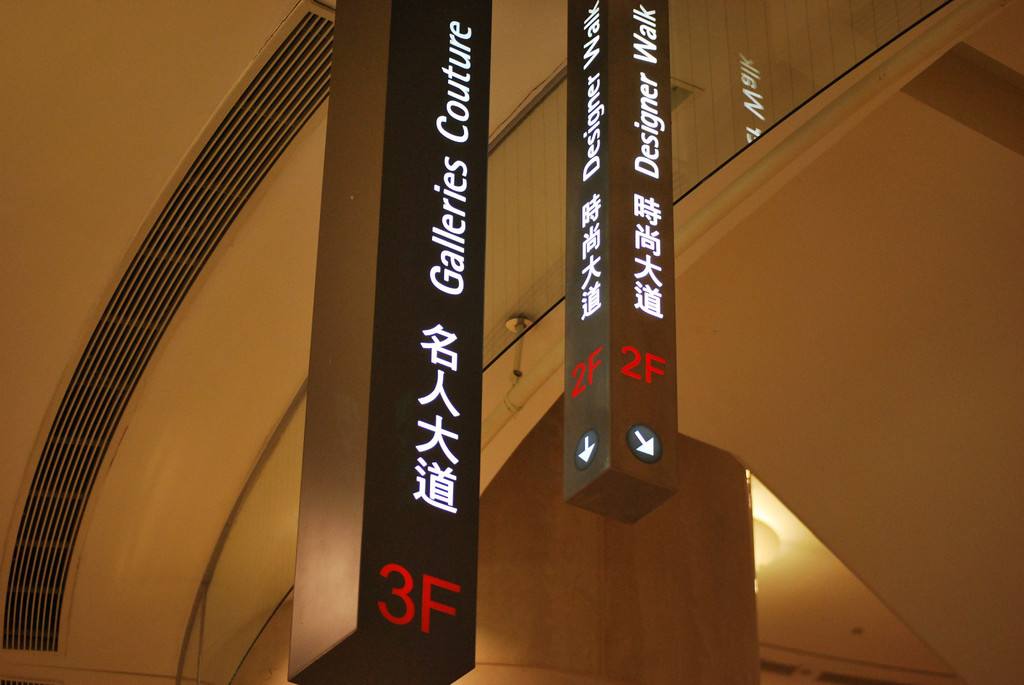 Galleries Couture
名人大道
3F
Designer Walk
時尚大道
2F
Designer Walk
時尚大道
2F
Walk